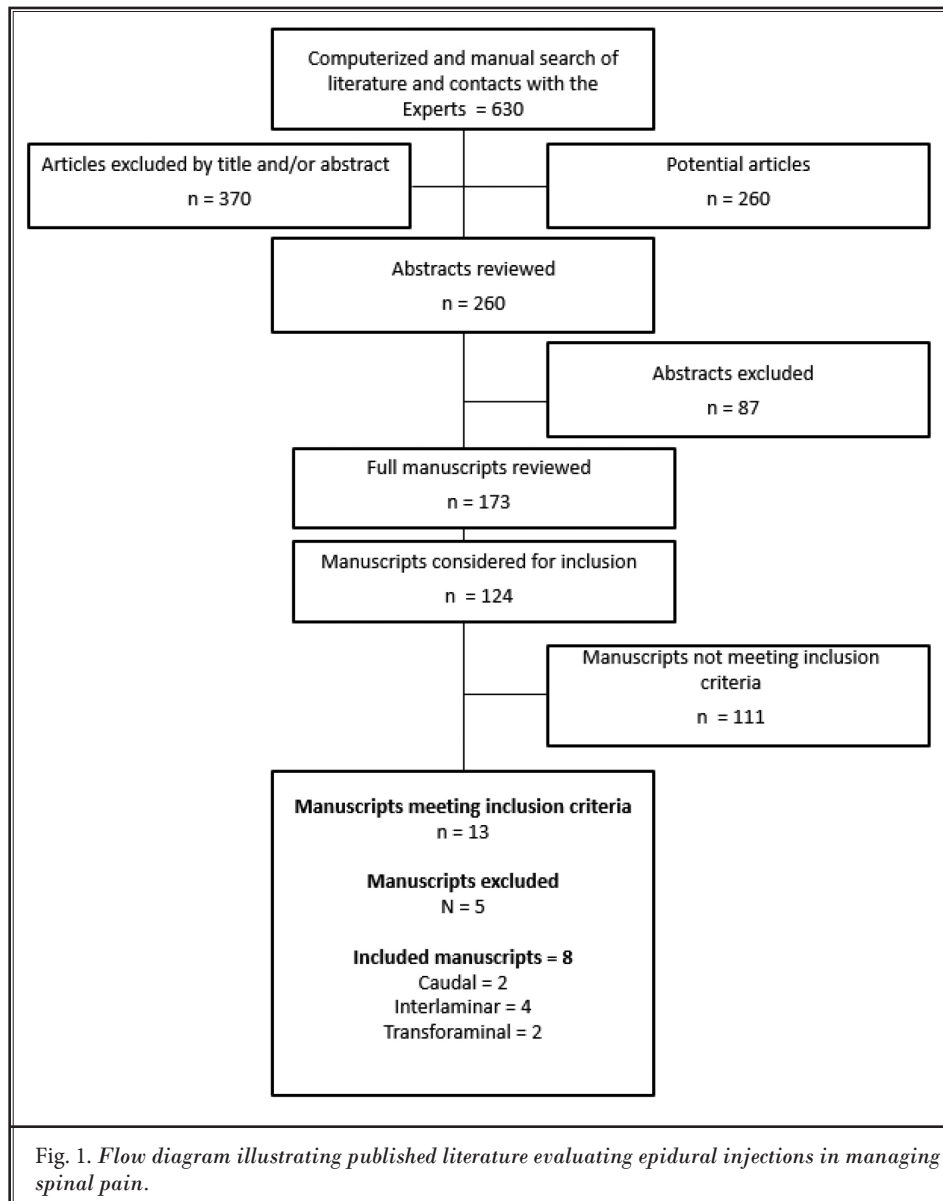 Computerized and manual search of
literature and contacts with the
Experts = 630
Articles excluded by title and/or abstract
n = 370
Potential articles
n = 260
Abstracts reviewed
n = 260
Abstracts excluded
n = 87
Full manuscripts reviewed
n = 173
Manuscripts considered for inclusion
n = 124
Manuscripts not meeting inclusion
criteria
n = 111
Manuscripts meeting inclusion criteria
n = 13
Manuscripts excluded
N = 5
Included manuscripts = 8
Caudal = 2
Interlaminar = 4
Transforaminal = 2
Fig. 1. Flow diagram illustrating published literature evaluating epidural injections in managing
spinal pain.